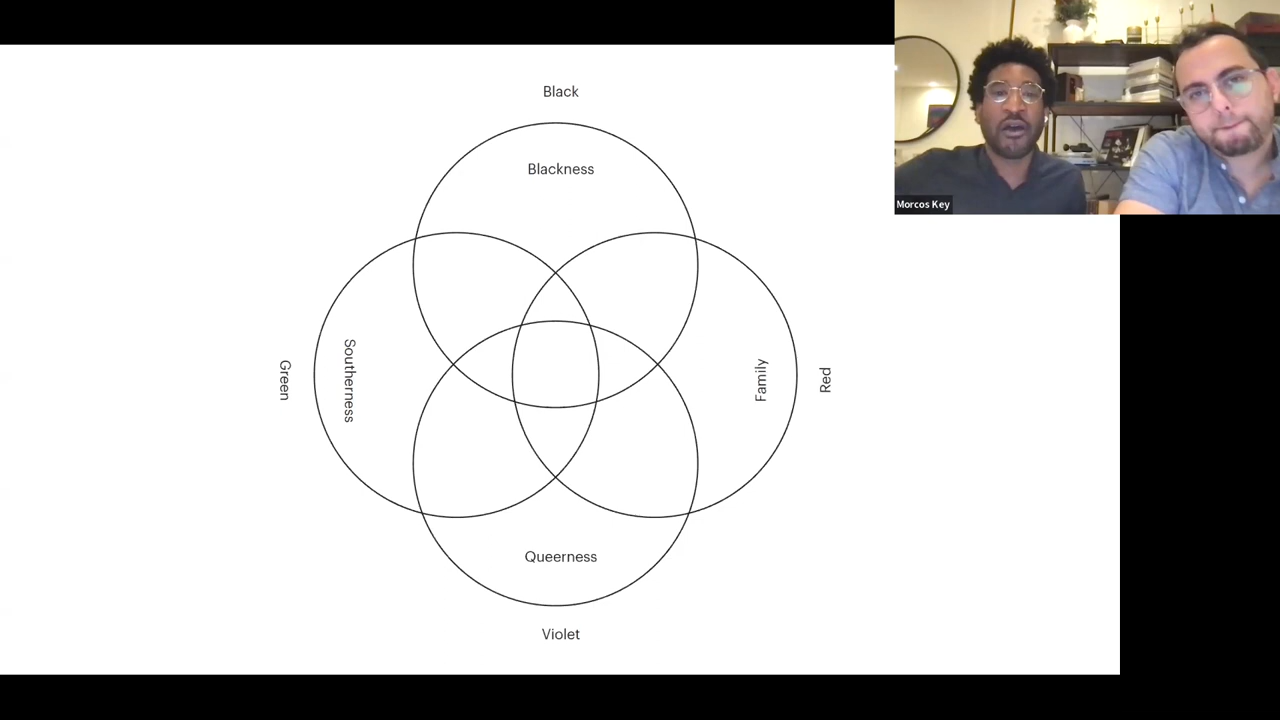 Black
Blackness
Morcos Key
Green
Southerness
Family
Red
Queerness
Violet